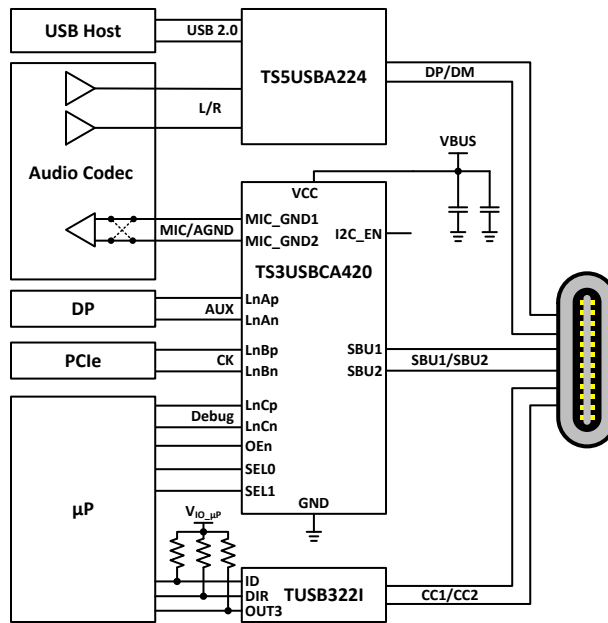 USB Host
USB 2.0
TS5USBA224
DP/DM
L/R
Audio Codec
VBUS
VCC
MIC_GND1
I2C_EN
MIC/AGND
MIC_GND2
TS3USBCA420
DP
LnAp
AUX
LnAn
PCIe
LnBp
CK
LnBn
SBU1
SBU1/SBU2
SBU2
LnCp
Debug
LnCn
OEn
SEL0
SEL1
µP
GND
VIO_µP
ID
DIR
OUT3
TUSB322I
CC1/CC2